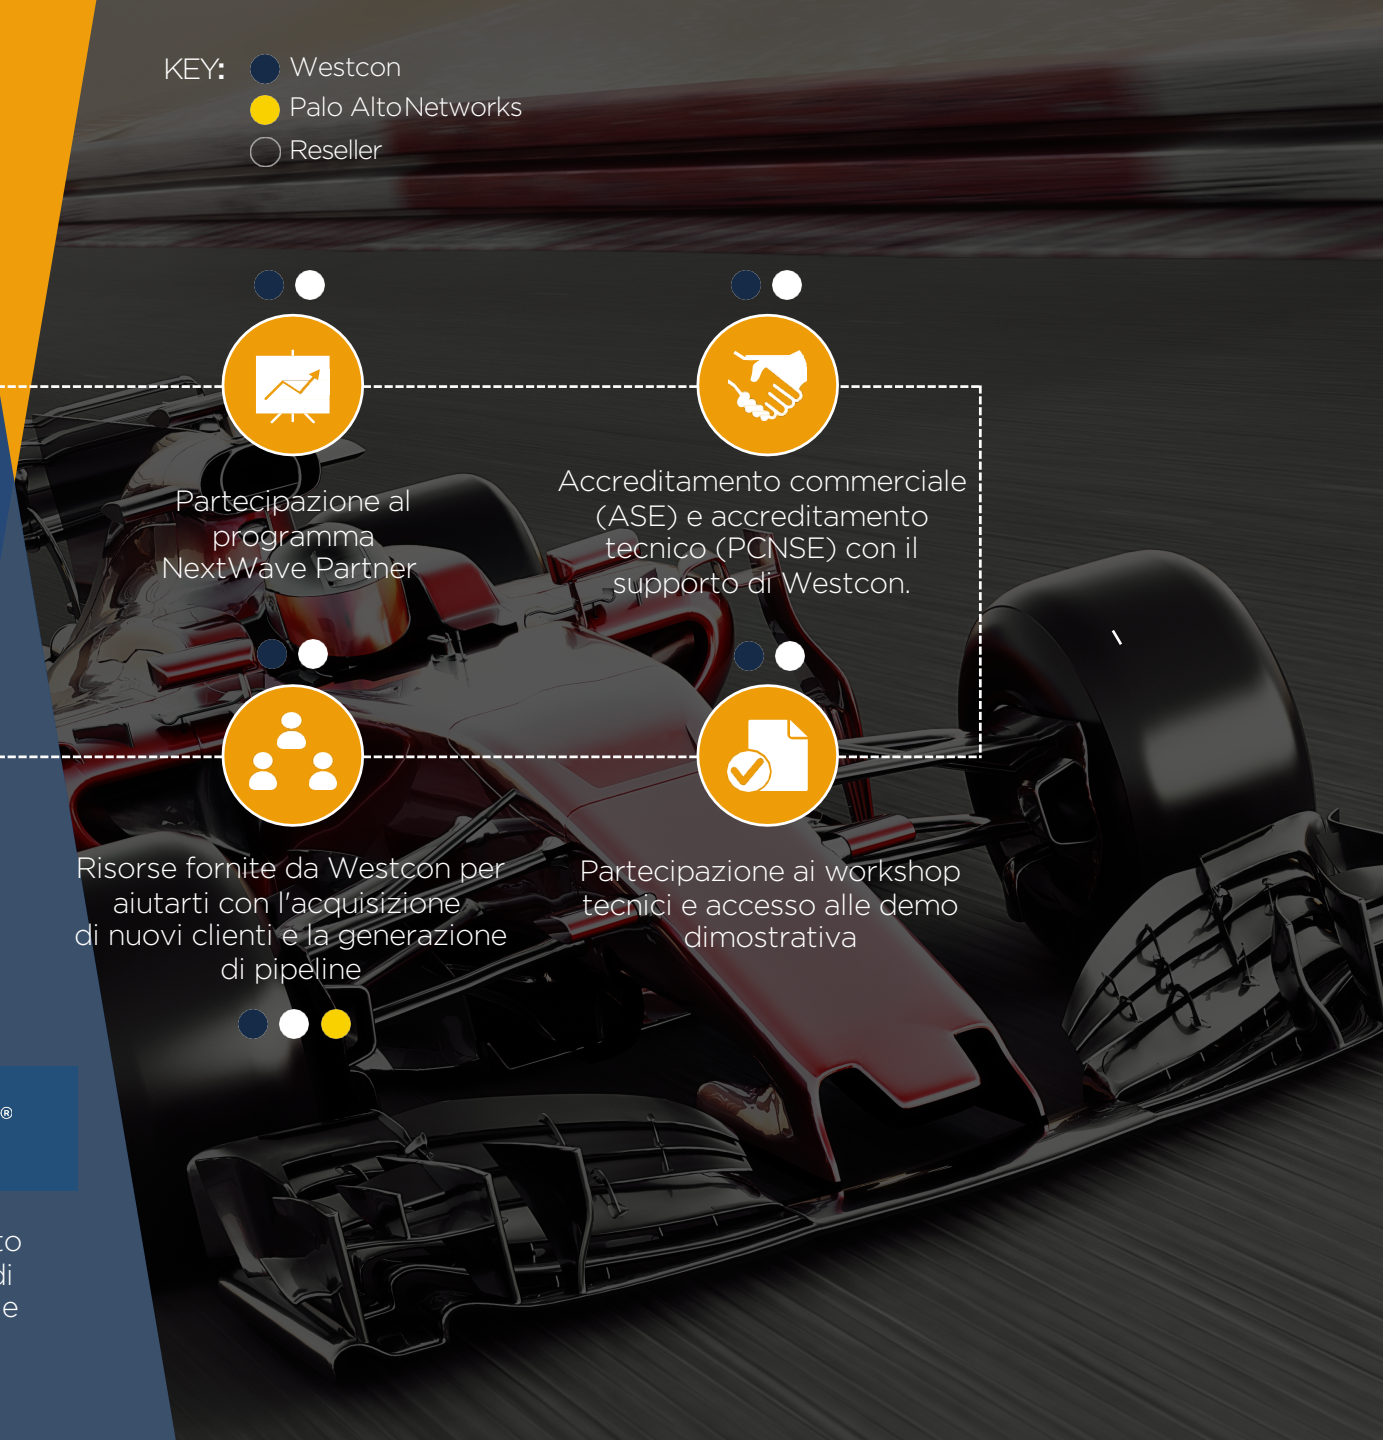 KEY:
Westcon
Palo Alto Networks
Reseller
Partecipazione al
programma
NextWave Partner
Accreditamento commerciale
(ASE) e accreditamento
tecnico (PCNSE) con il
supporto di Westcon.
Risorse fornite da Westcon per
aiutarti con l'acquisizione
di nuovi clienti e la generazione
di pipeline
Partecipazione ai workshop
tecnici e accesso alle demo
dimostrativa
®
to
di
e